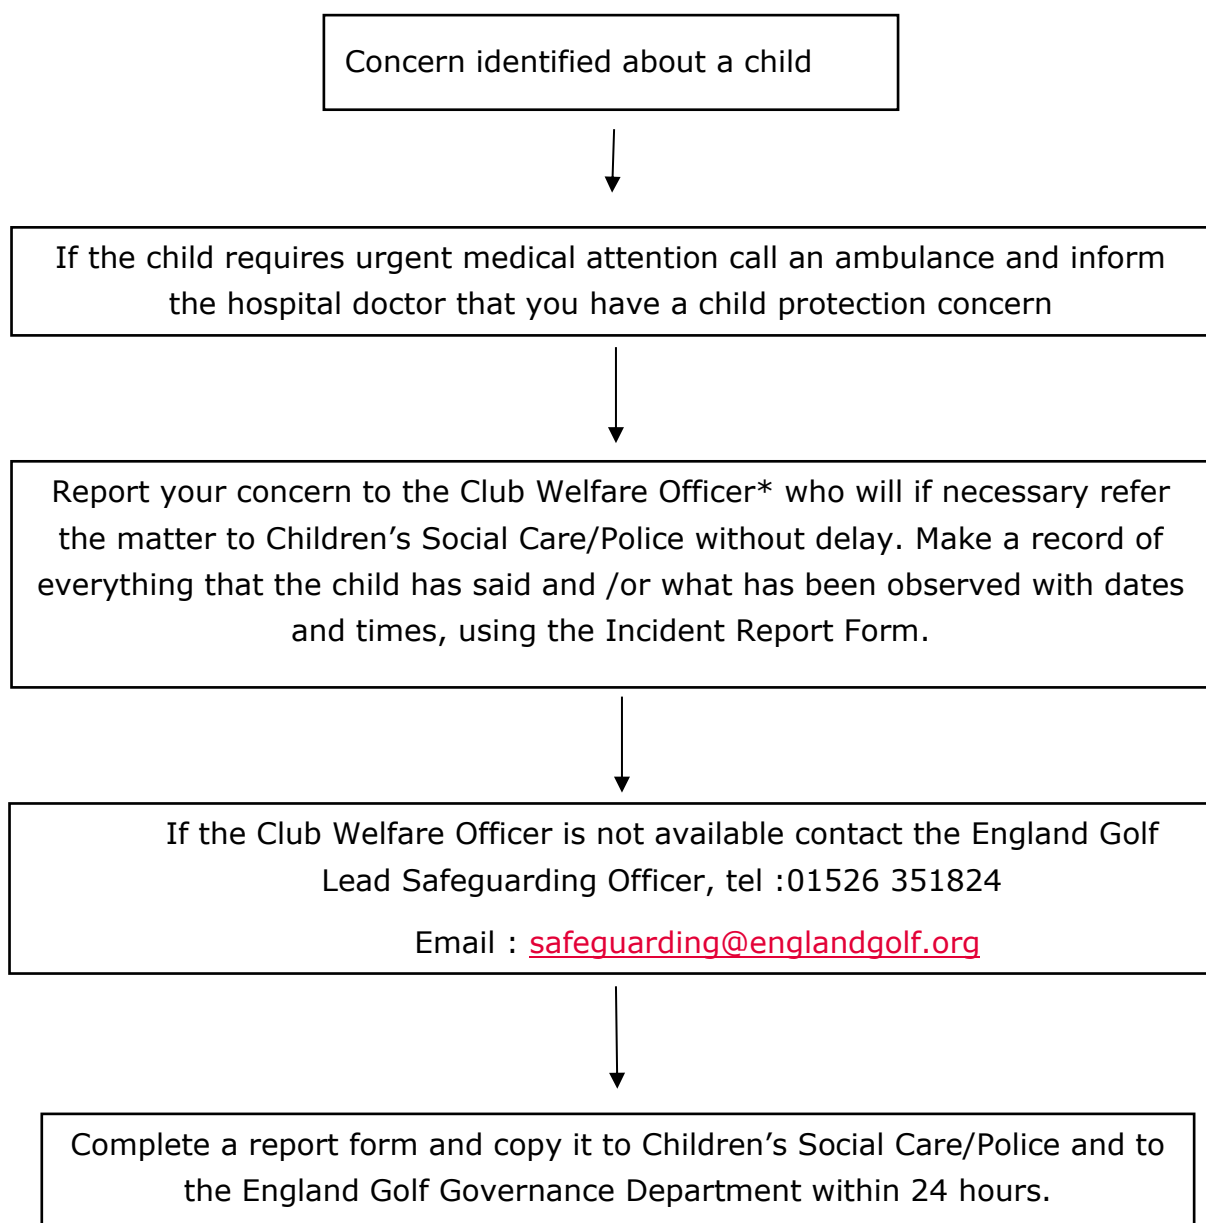 Concern identified about a child
If the child requires urgent medical attention call an ambulance and inform
the hospital doctor that you have a child protection concern
Report your concern to the Club Welfare Officer* who will if necessary refer
the matter to Children’s Social Care/Police without delay. Make a record of
everything that the child has said and /or what has been observed with dates
and times, using the Incident Report Form.
If the Club Welfare Officer is not available contact the England Golf
Lead Safeguarding Officer, tel :01526 351824
Email : safeguarding@englandgolf.org
Complete a report form and copy it to Children’s Social Care/Police and to
the England Golf Governance Department within 24 hours.